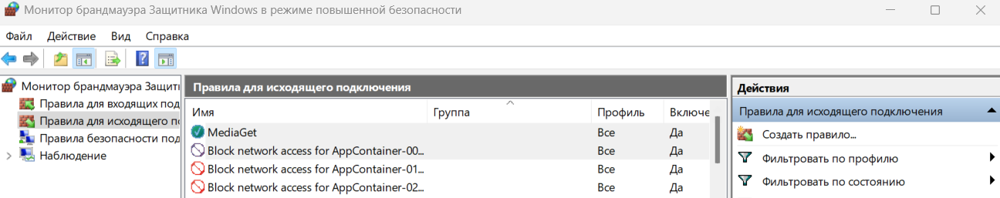 Монитор брандмауэра Защитника Windows в режиме повышенной безопасности
Файл Действие Вид Справка
Монитор брандмауэра Защитни
Правила для входящих под
Правила для исходящего по
Правила безопасности под
Наблюдение
Правила для исходящего подключения
Имя Группа Профиль Включе
MediaGet Все Да
Block network access for AppContainer-00... Все Да
Block network access for AppContainer-01... Все Да
Block network access for AppContainer-02... Все Да
Действия
Правила для исходящего подключения
Создать правило...
Фильтровать по профилю
Фильтровать по состоянию